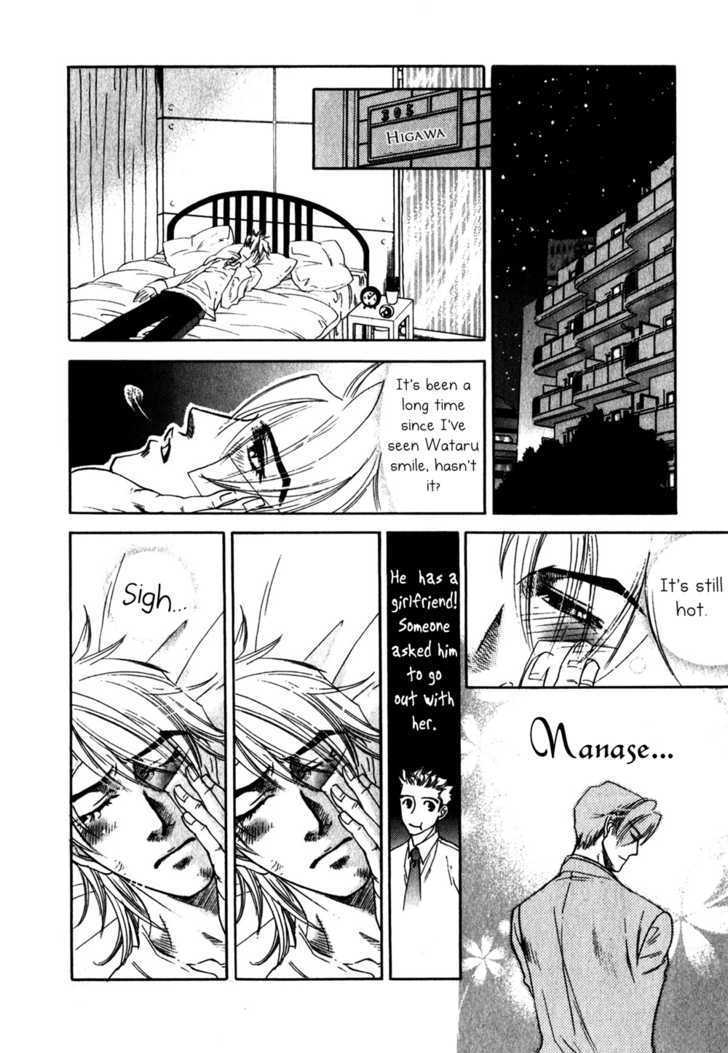 305
HIGAWA
It's been a
long time
since I've
seen Wataru
smile, hasn't
it?
It's still
hot.
Nanase...
He has a
girlfriend!
Someone
asked him
to go
out with
her.
Sigh...